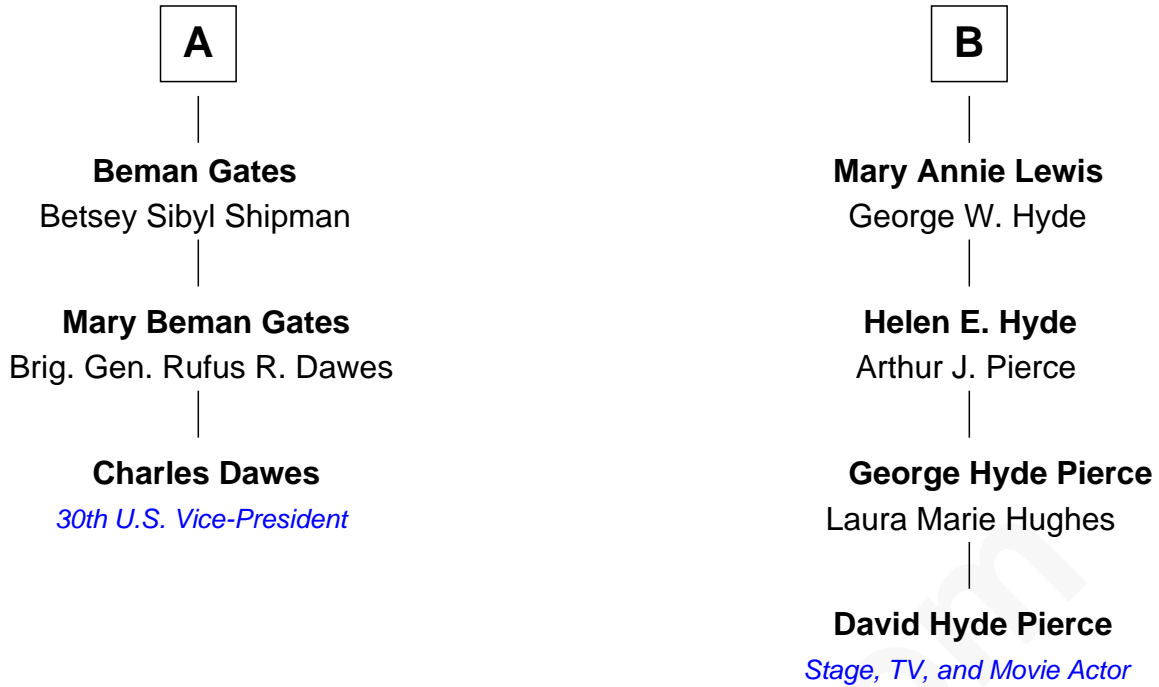 A
Beman Gates
Betsey Sibyl Shipman
Mary Beman Gates
Brig. Gen. Rufus R. Dawes
Charles Dawes
30th U.S. Vice-President
B
Mary Annie Lewis
George W. Hyde
Helen E. Hyde
Arthur J. Pierce
George Hyde Pierce
Laura Marie Hughes
David Hyde Pierce
Stage, TV, and Movie Actor